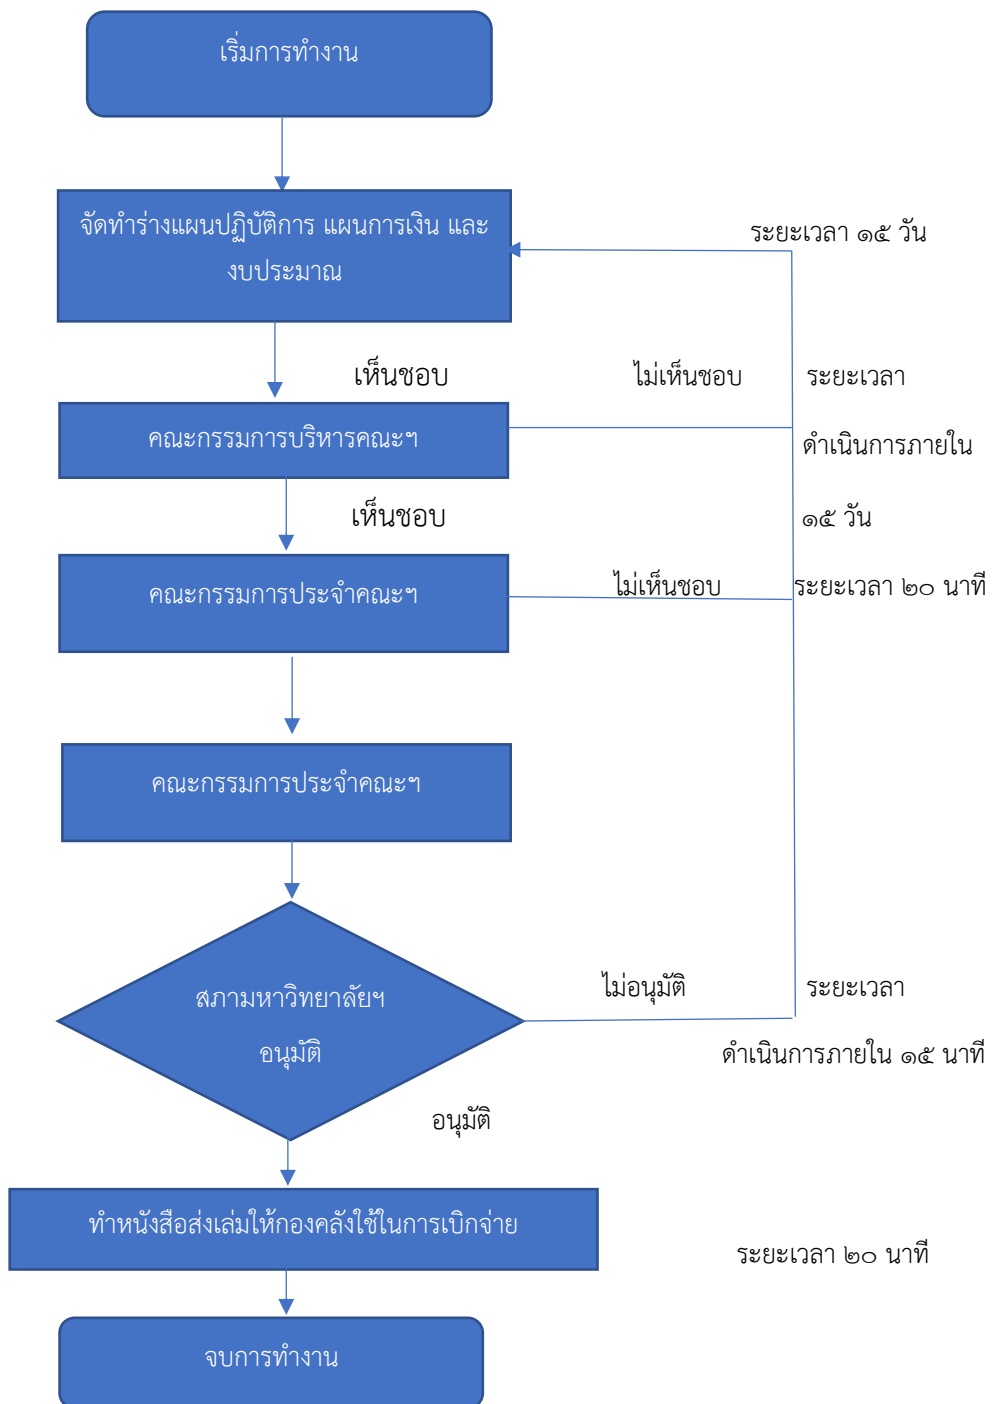 เริ่มการทำงาน
จัดทำร่างแผนปฏิบัติการ แผนการเงิน และ
งบประมาณ
ระยะเวลา ๑๕ วัน
เห็นชอบ
ไม่เห็นชอบ
ระยะเวลา
คณะกรรมการบริหารคณะฯ
ดำเนินการภายใน
เห็นชอบ
๑๕ วัน
คณะกรรมการประจำคณะฯ
ไม่เห็นชอบ
ระยะเวลา ๒๐ นาที
คณะกรรมการประจำคณะฯ
สภามหาวิทยาลัยฯ
อนุมัติ
ไม่อนุมัติ
ระยะเวลา
ดำเนินการภายใน ๑๕ นาที
อนุมัติ
ทำหนังสือส่งเล่มให้กองคลังใช้ในการเบิกจ่าย
ระยะเวลา ๒๐ นาที
จบการทำงาน